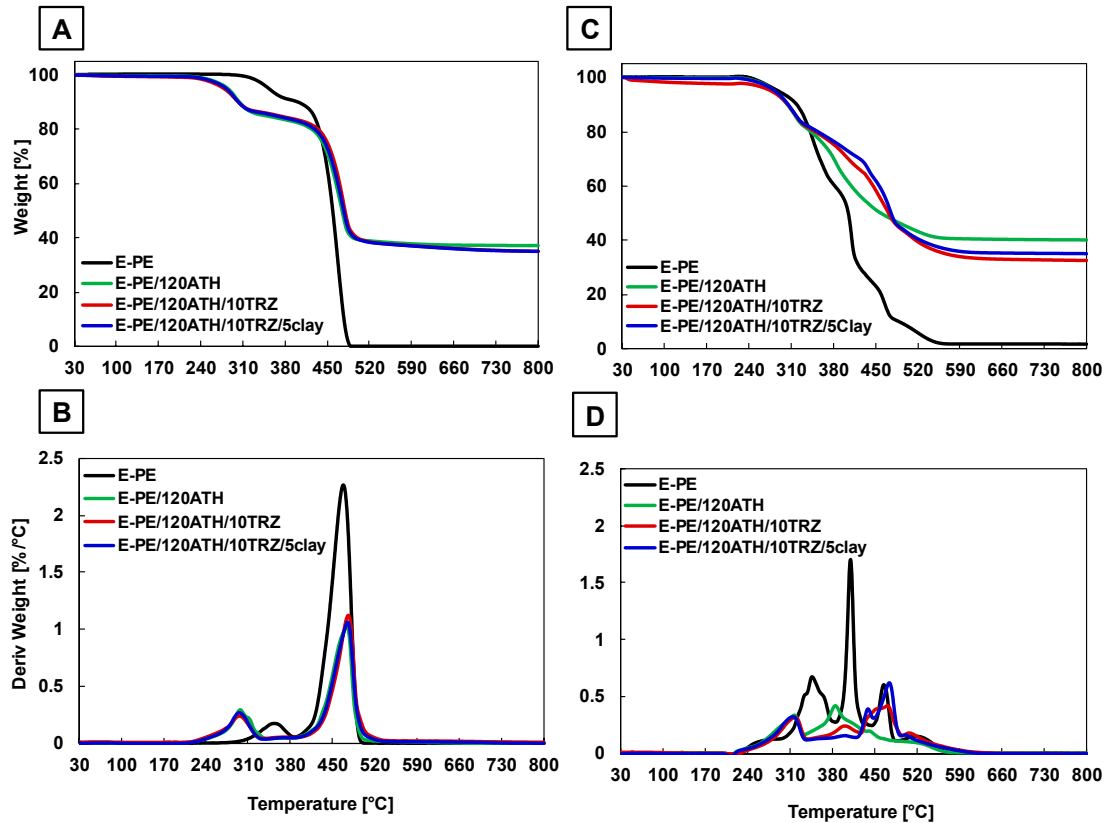 A
100
80
60
40
20
0
Weight [%]
E-PE
E-PE/120ATH
E-PE/120ATH/10TRZ
E-PE/120ATH/10TRZ/5clay
30 100 170 240 310 380 450 520 590 660 730 800
C
100
80
60
40
20
0
E-PE
E-PE/120ATH
E-PE/120ATH/10TRZ
E-PE/120ATH/10TRZ/5Clay
30 100 170 240 310 380 450 520 590 660 730 800
B
2.5
2
1.5
1
0.5
0
Deriv Weight [%/°C]
E-PE
E-PE/120ATH
E-PE/120ATH/10TRZ
E-PE/120ATH/10TRZ/5clay
30 100 170 240 310 380 450 520 590 660 730 800
Temperature [°C]
D
2.5
2
1.5
1
0.5
0
E-PE
E-PE/120ATH
E-PE/120ATH/10TRZ
E-PE/120ATH/10TRZ/5clay
30 100 170 240 310 380 450 520 590 660 730 800
Temperature [°C]